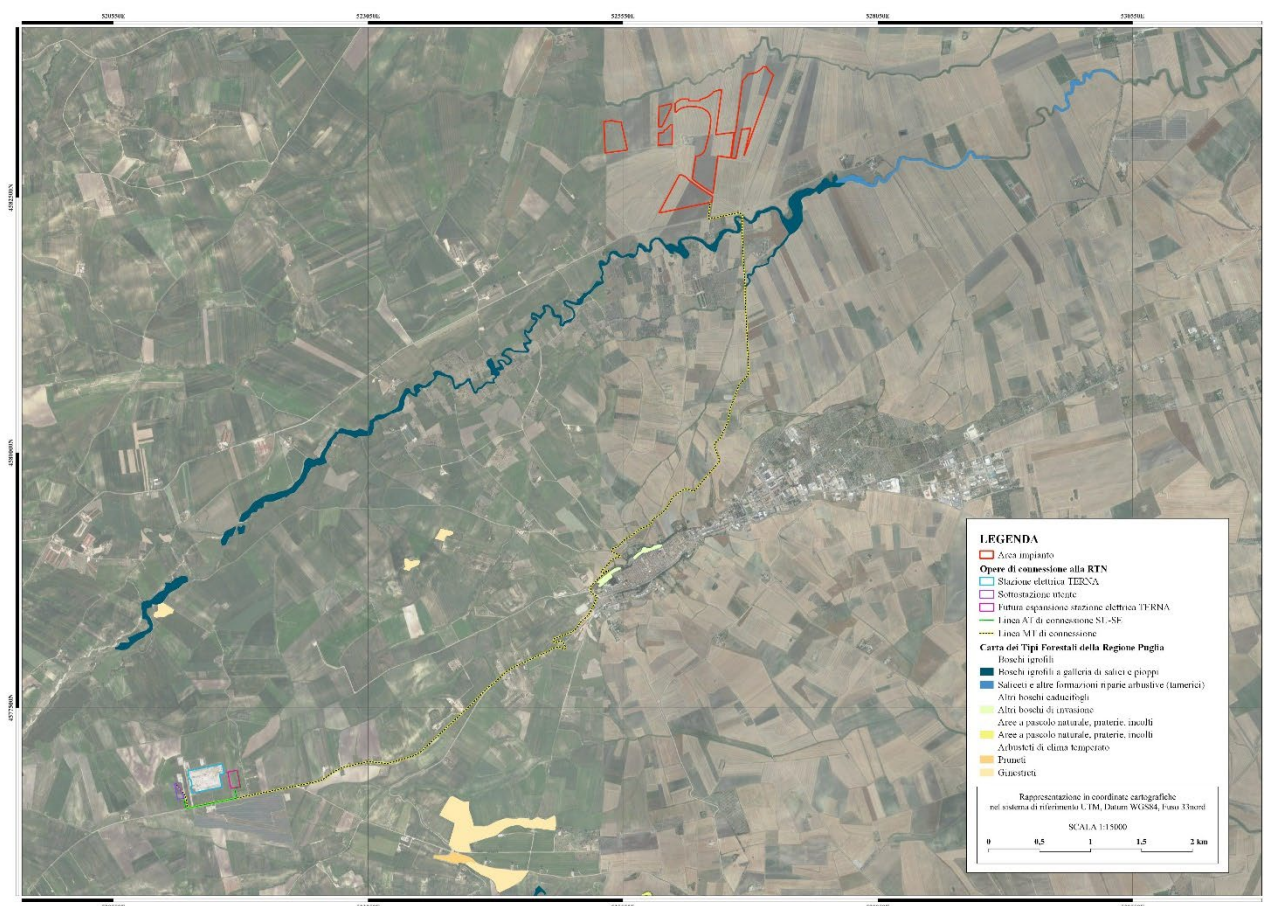 LEGENDA
Area impianto
Opere di connessione alla RTN
Stazione elettrica TERNA
Sottostazione utente
Futura espansione stazione elettrica TERNA
Linea AT di connessione SU-SE
Linea MT di connessione
Carta dei Tipi Forestali della Regione Puglia
Boschi igrofili
Boschi igrofili a galleria di salici e pioppi
Saliceti e altre formazioni riparie arbustive (tamerici)
Altri boschi caducifogli
Altri boschi di invasione
Aree a pascolo naturale, praterie, incolti
Aree a pascolo naturale, praterie, incolti
Arbusteti di clima temperato
Pruneti
Ginestreti
Rappresentazione in coordinate cartografiche
nel sistema di riferimento UTM, Datum WGS84, Fuso 33nord
SCALA 1:15000
0 0,5 1 1,5 2 km